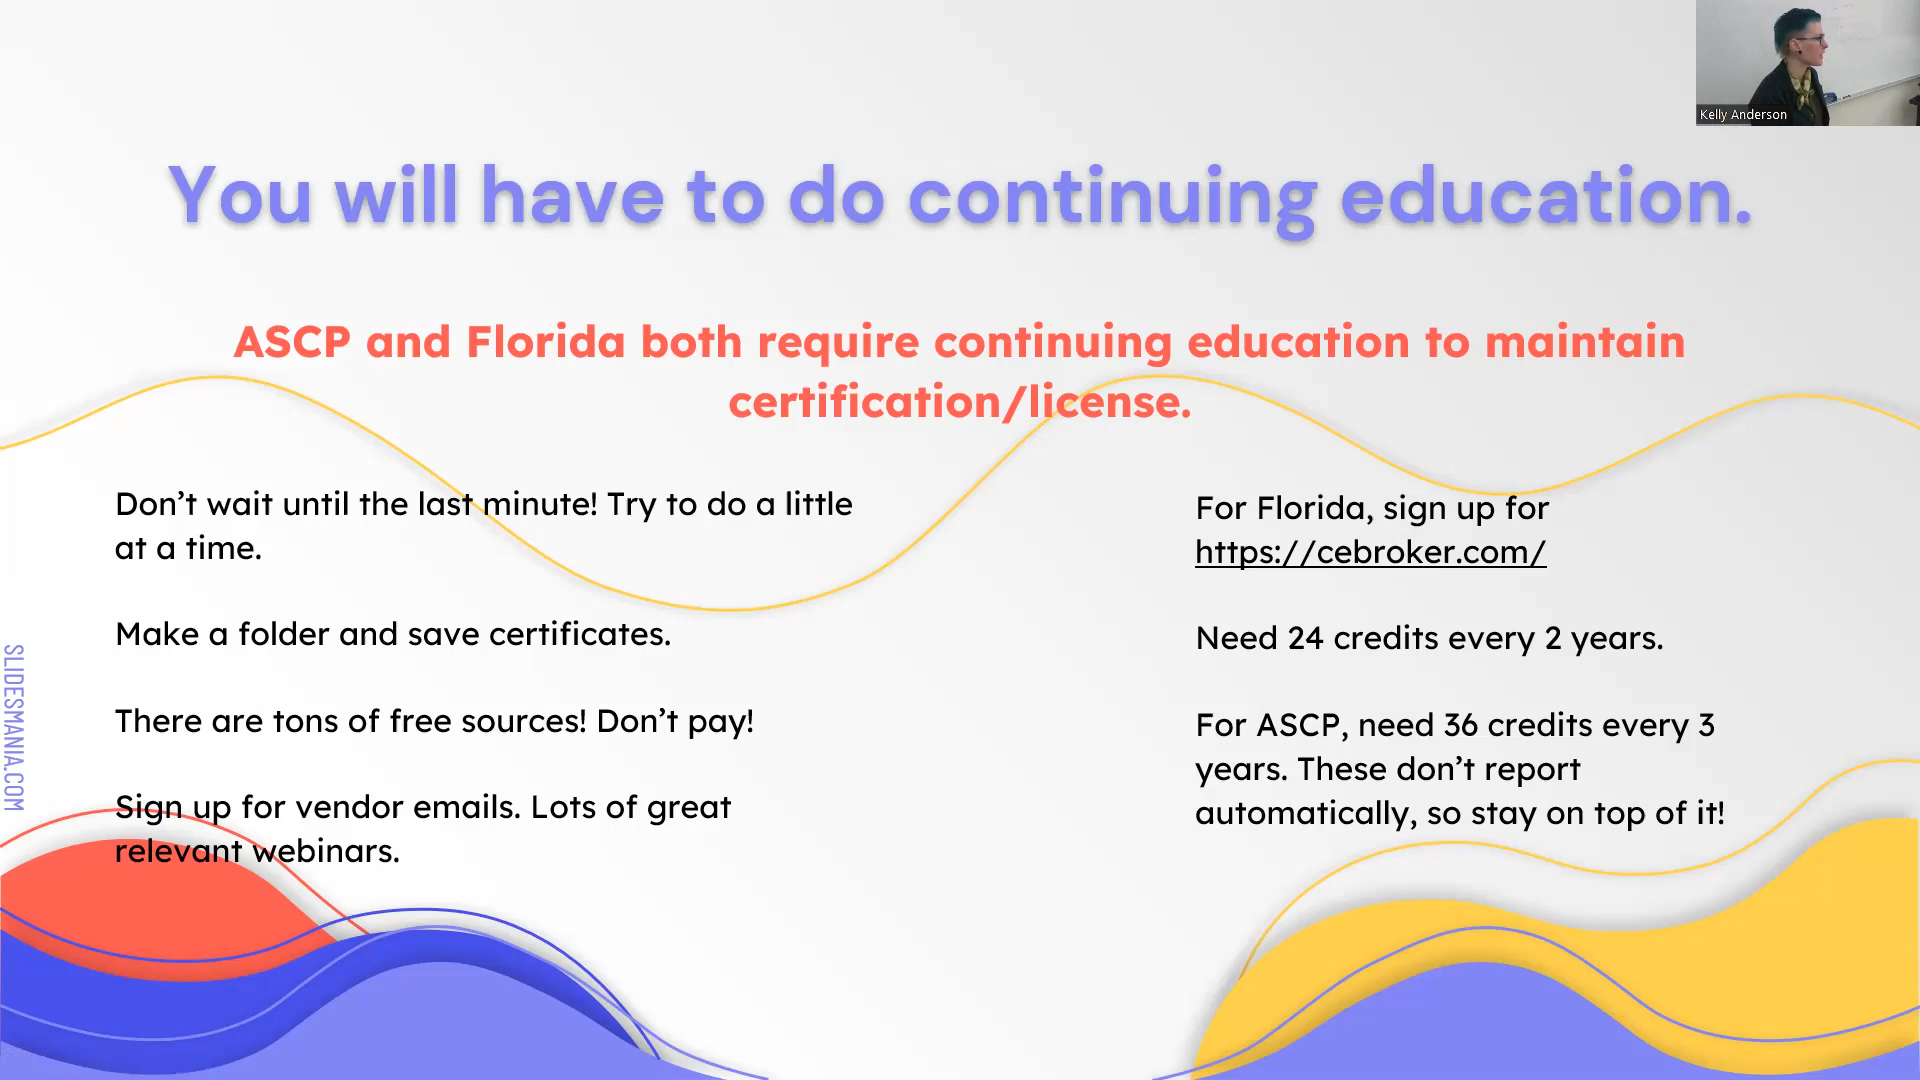 Kelly Anderson
You will have to do continuing education.
ASCP and Florida both require continuing education to maintain
certification/license.
Don’t wait until the last minute! Try to do a little
at a time.
Make a folder and save certificates.
There are tons of free sources! Don’t pay!
Sign up for vendor emails. Lots of great
relevant webinars.
For Florida, sign up for
https://cebroker.com/
Need 24 credits every 2 years.
For ASCP, need 36 credits every 3
years. These don’t report
automatically, so stay on top of it!
SLIDESMANIA.COM